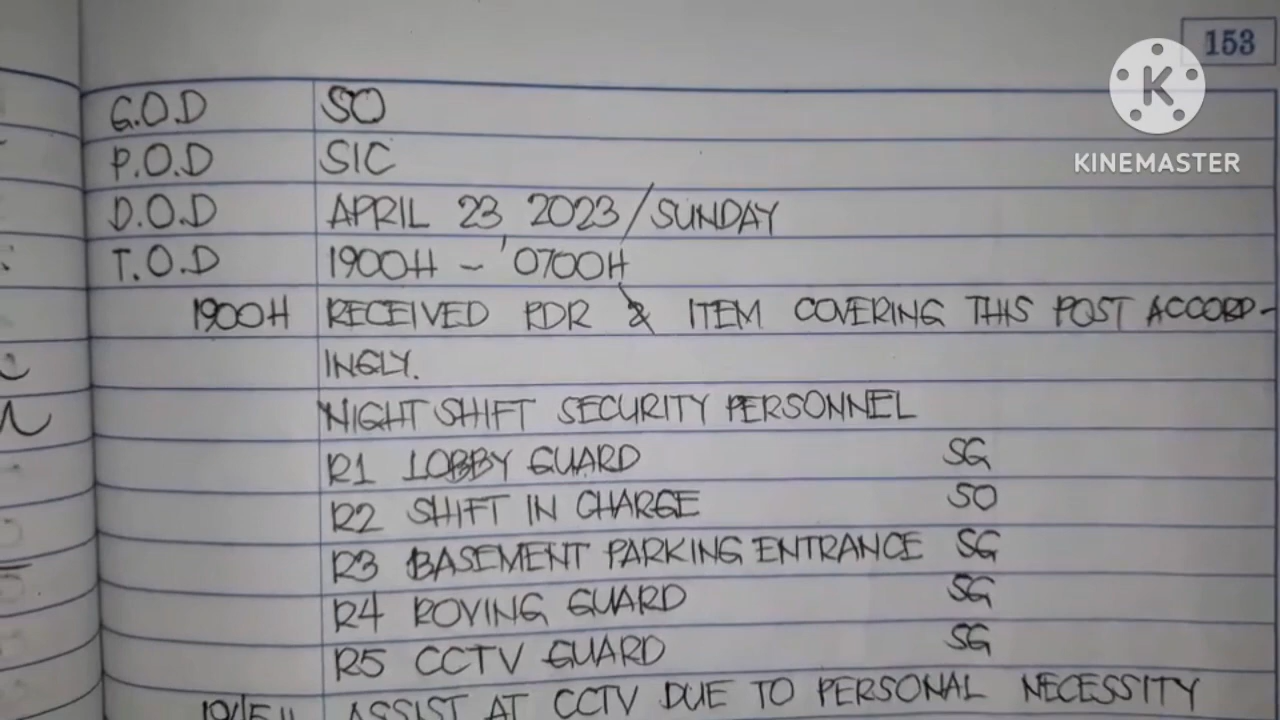 153
KINEMASTER
G.O.D SO
P.O.D SIC
D.O.D APRIL 23, 2023/SUNDAY
T.O.D 1900H - 0700H
1900H RECEIVED PDR & ITEM COVERING THIS POST ACCORD-
INGLY.
NIGHT SHIFT SECURITY PERSONNEL
R1 LOBBY GUARD SG
R2 SHIFT IN CHARGE SO
R3 BASEMENT PARKING ENTRANCE SG
R4 ROVING GUARD SG
R5 CCTV GUARD SG
ASSIST AT CCTV DUE TO PERSONAL NECESSITY